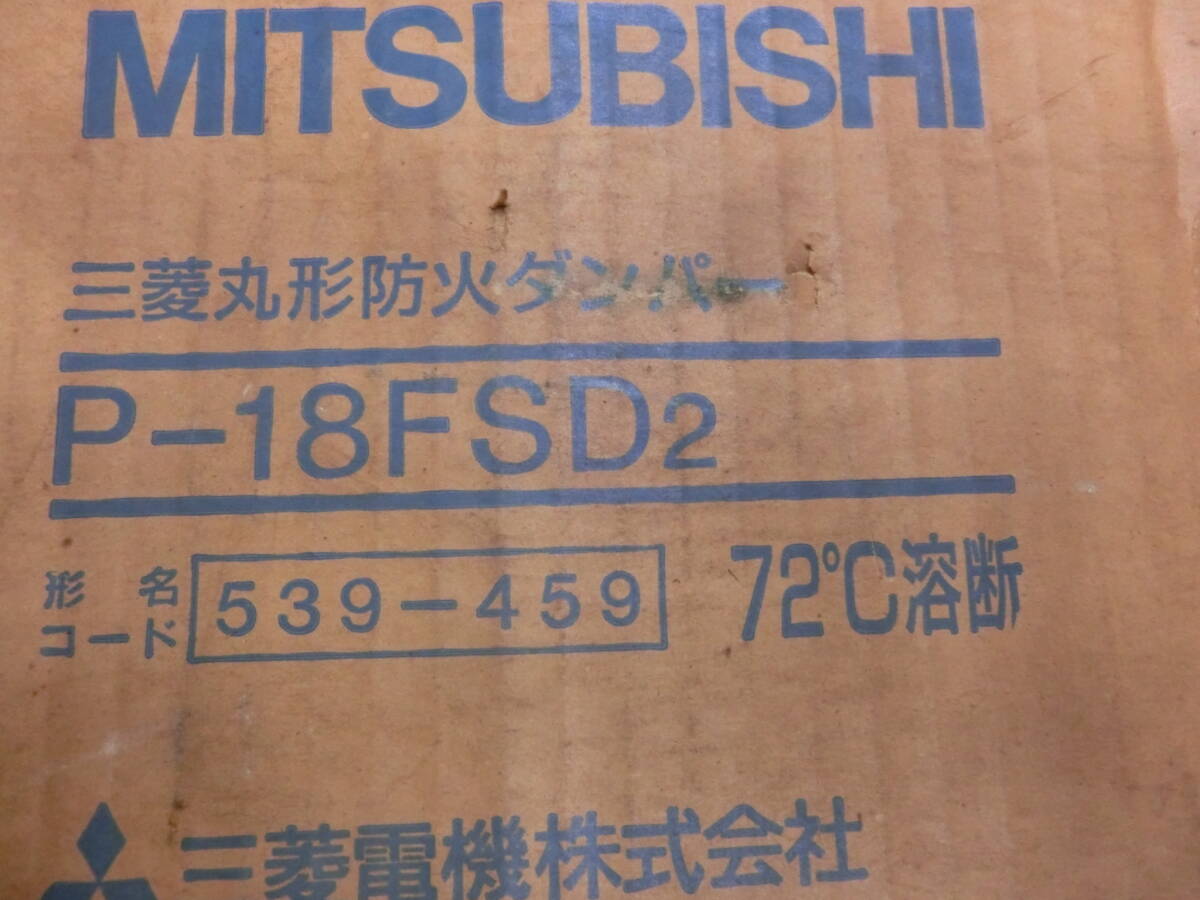 MITSUBISHI
三菱丸形防火ダンパー
P-18FSD2
形名コード 539-459 72℃溶断
三菱電機株式会社